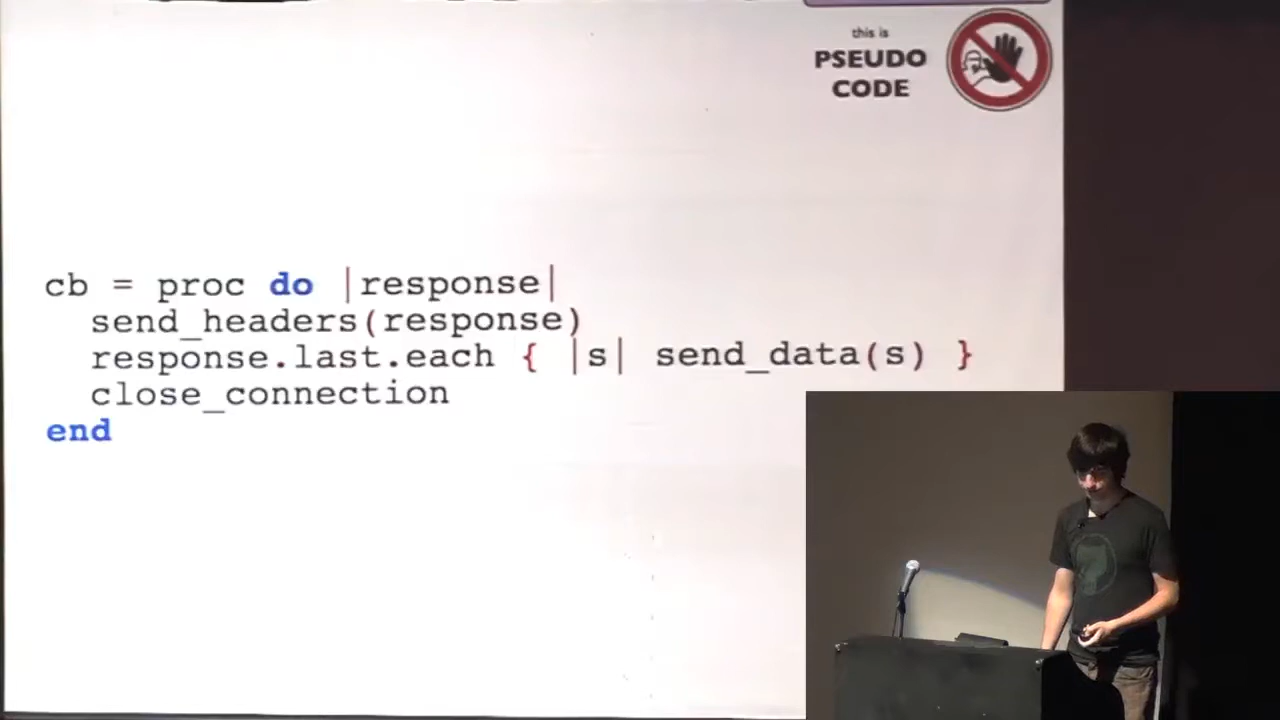 this is
PSEUDO
CODE
cb = proc do |response|
send_headers(response)
response.last.each { |s| send_data(s) }
close_connection
end